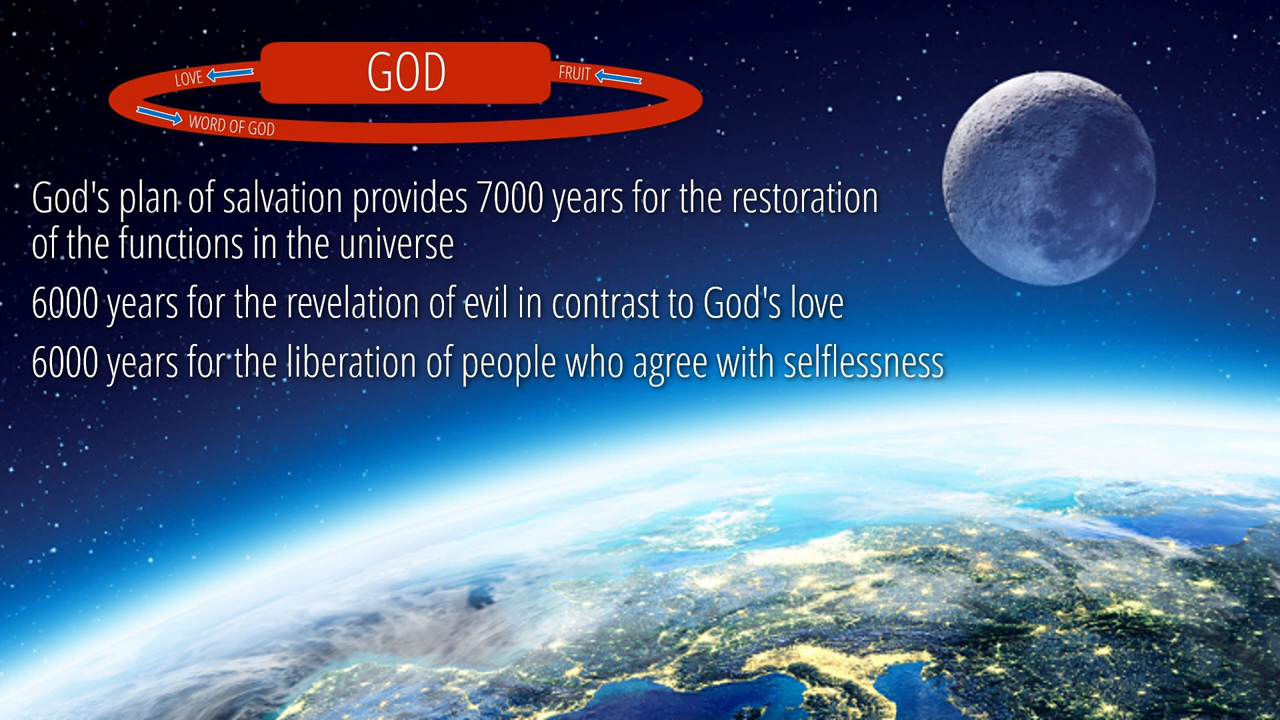 GOD
LOVE
FRUIT
WORD OF GOD
God's plan of salvation provides 7000 years for the restoration
of the functions in the universe
6000 years for the revelation of evil in contrast to God's love
6000 years for the liberation of people who agree with selflessness